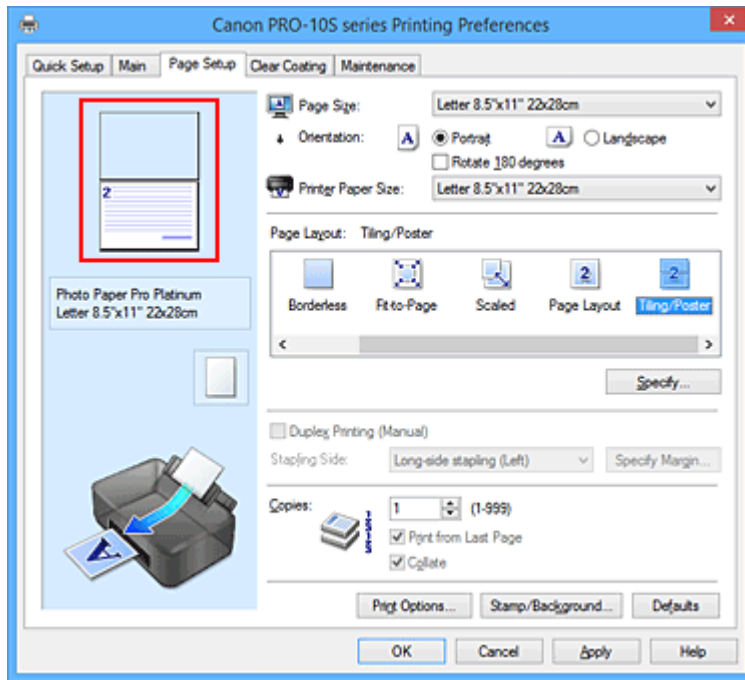 Canon PRO-10S series Printing Preferences
Quick Setup Main Page Setup Clear Coating Maintenance
2
Photo Paper Pro Platinum
Letter 8.5"x11" 22x28cm
Page Size: Letter 8.5"x11" 22x28cm
Orientation: A Portrait A Landscape
Rotate 180 degrees
Printer Paper Size: Letter 8.5"x11" 22x28cm
Page Layout: Tiling/Poster
2 2
Borderless Fit-to-Page Scaled Page Layout Tiling/Poster
Specify...
Duplex Printing (Manual)
Stapling Side: Long-side stapling (Left) Specify Margin...
Copies: 1 (1-999)
Print from Last Page
Collate
A
Print Options... Stamp/Background... Defaults
OK Cancel Apply Help